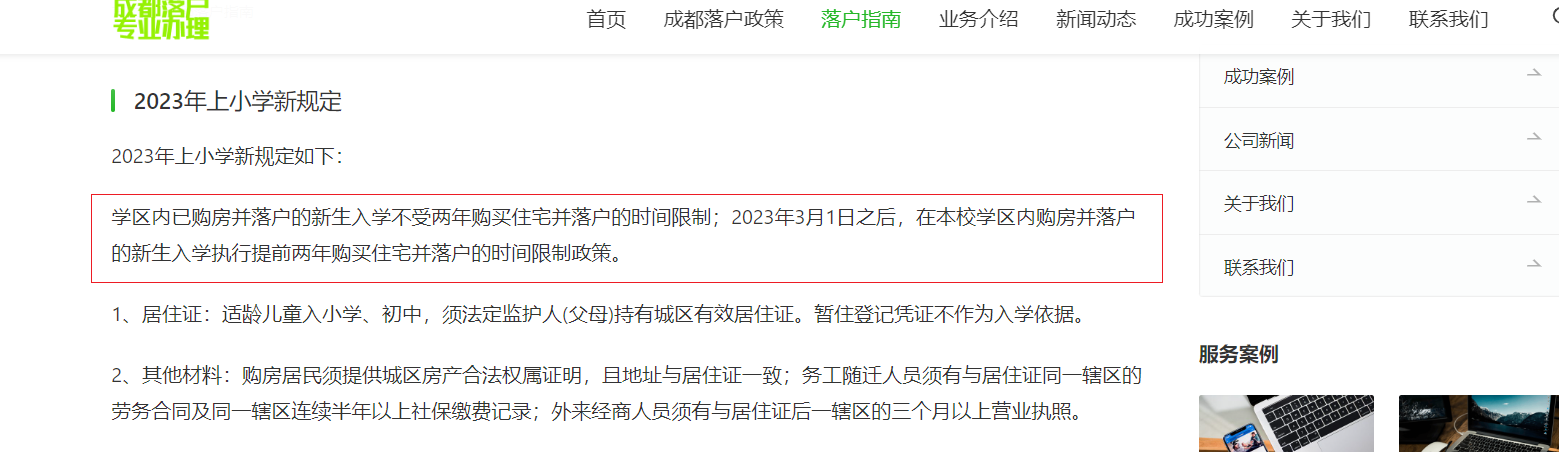 成都落户
专业办理
首页 成都落户政策 落户指南 业务介绍 新闻动态 成功案例 关于我们 联系我们
2023年上小学新规定
2023年上小学新规定如下：
学区内已购房并落户的新生入学不受两年购买住宅并落户的时间限制；2023年3月1日之后，在本校学区内购房并落户
的新生入学执行提前两年购买住宅并落户的时间限制政策。
1、居住证：适龄儿童入小学、初中，须法定监护人(父母)持有城区有效居住证。暂住登记凭证不作为入学依据。
2、其他材料：购房居民须提供城区房产合法权属证明，且地址与居住证一致；务工随迁人员须有与居住证同一辖区的
劳务合同及同一辖区连续半年以上社保缴费记录；外来经商人员须有与居住证后一辖区的三个月以上营业执照。
成功案例
公司新闻
关于我们
联系我们
服务案例